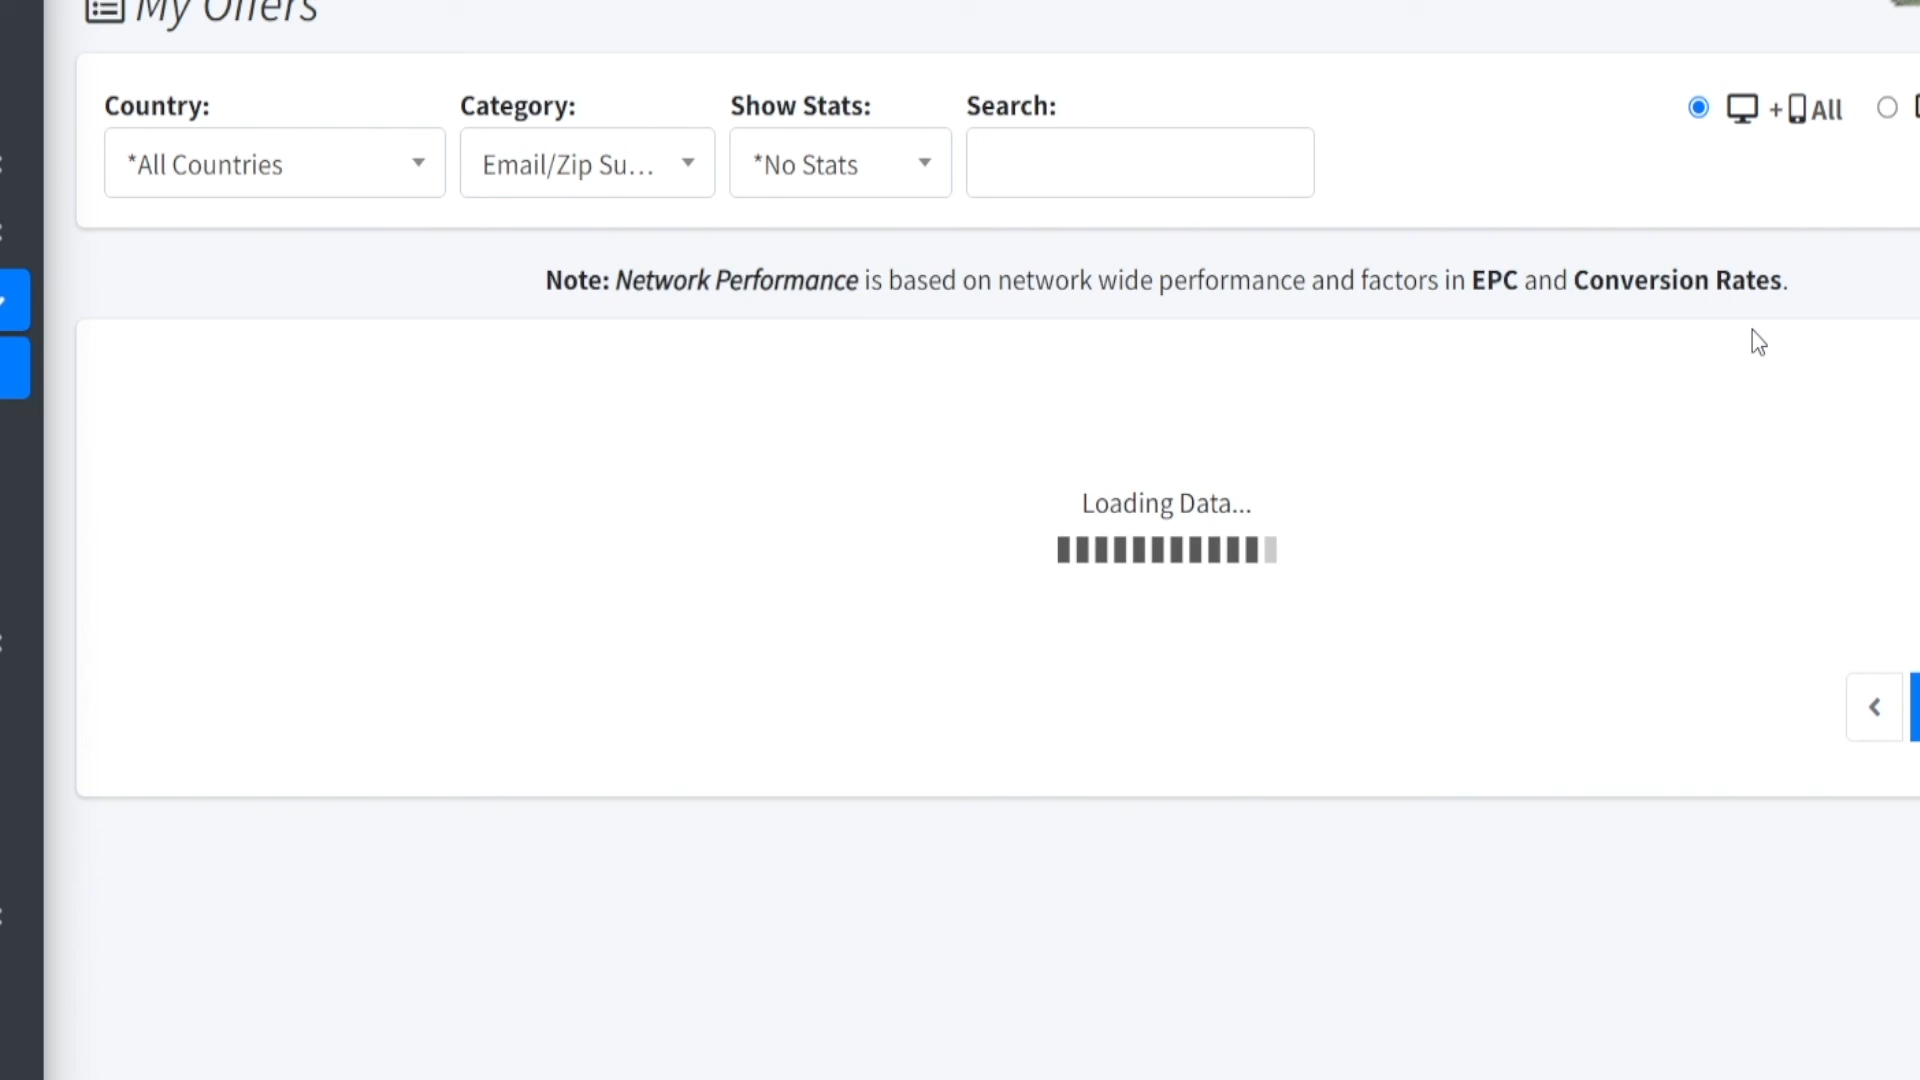 My Offers
Country: Category: Show Stats: Search:
+ All
*All Countries Email/Zip Su... *No Stats
Note: Network Performance is based on network wide performance and factors in EPC and Conversion Rates.
Loading Data...